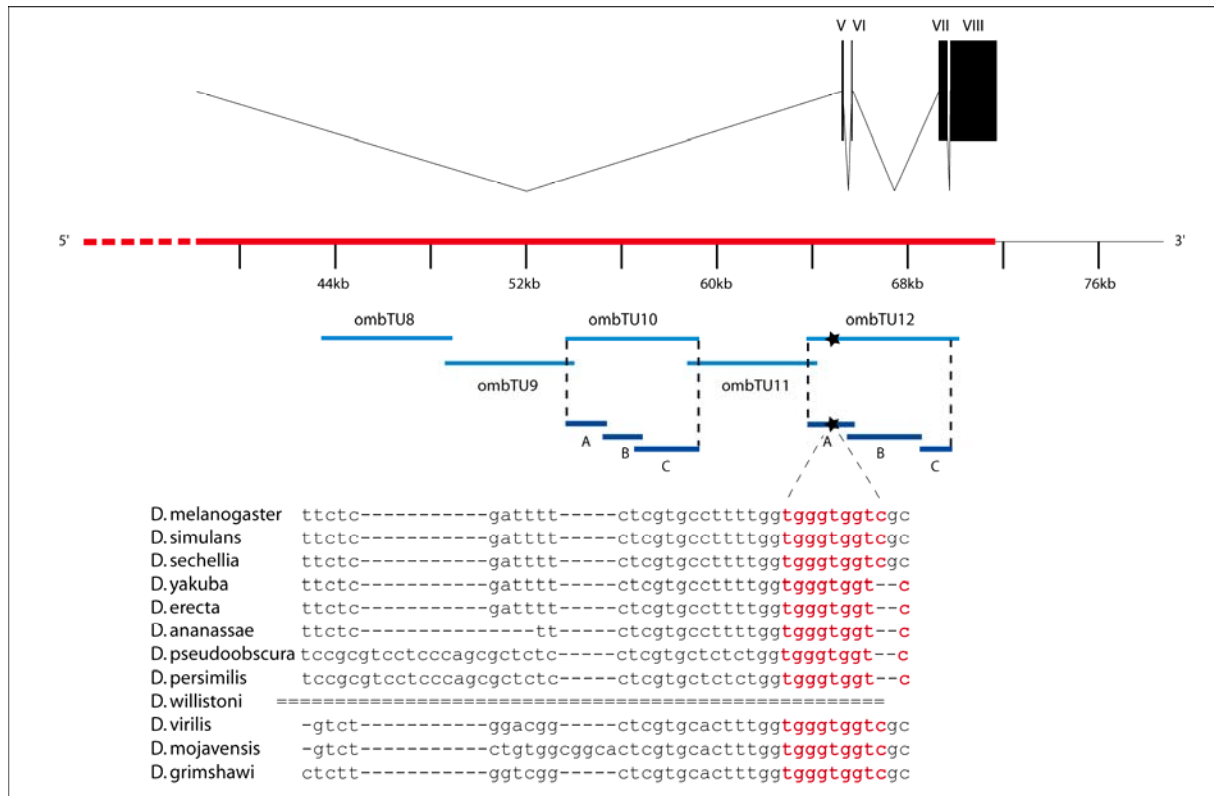 V VI VII VIII
5' 3'
44kb 52kb 60kb 68kb 76kb
ombTU8 ombTU10 ombTU12
ombTU9 ombTU11
A B C A B C
D. melanogaster ttctc-----------gatttt-----ctcgtgccttttggtgggtggtcgc
D. simulans ttctc-----------gatttt-----ctcgtgccttttggtgggtggtcgc
D. sechellia ttctc-----------gatttt-----ctcgtgccttttggtgggtggtcgc
D. yakuba ttctc-----------gatttt-----ctcgtgccttttggtgggtggt--c
D. erecta ttctc-----------gatttt-----ctcgtgccttttggtgggtggt--c
D. ananassae ttctc---------------tt-----ctcgtgccttttggtgggtggt--c
D. pseudoobscura tccgcgtcctcccagcgctctc-----ctcgtgctctctggtgggtggt--c
D. persimilis tccgcgtcctcccagcgctctc-----ctcgtgctctctggtgggtggt--c
D. willistoni ====================================================
D. virilis -gtct-----------ggacgg-----ctcgtgcactttggtgggtggtcgc
D. mojavensis -gtct-----------ctgtggcggcactcgtgcactttggtgggtggtcgc
D. grimshawi ctctt-----------ggtcgg-----ctcgtgcactttggtgggtggtcgc